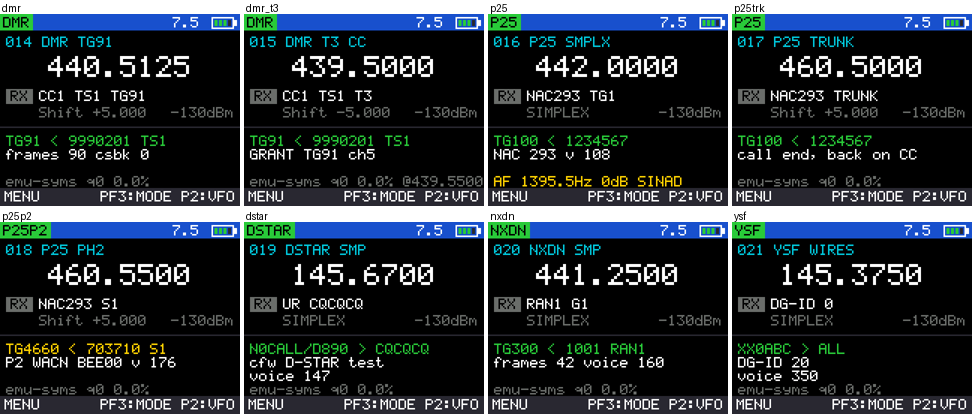 dmr
DMR 7.5
014 DMR TG91
440.5125
RX CC1 TS1 TG91
Shift +5.000 -130dBm
TG91 < 9990201 TS1
frames 90 csbk 0
emu-syms q0 0.0%
MENU PF3:MODE P2:VFO
dmr_t3
DMR 7.5
015 DMR T3 CC
439.5000
RX CC1 TS1 T3
Shift -5.000 -130dBm
TG91 < 9990201 TS1
GRANT TG91 ch5
emu-syms q0 0.0% @439.5500
MENU PF3:MODE P2:VFO
p25
P25 7.5
016 P25 SMPLX
442.0000
RX NAC293 TG1
SIMPLEX -130dBm
TG100 < 1234567
NAC 293 v 108
AF 1395.5Hz 0dB SINAD
MENU PF3:MODE P2:VFO
p25trk
P25 7.5
017 P25 TRUNK
460.5000
RX NAC293 TRUNK
Shift +5.000 -130dBm
TG100 < 1234567
call end, back on CC
emu-syms q0 0.0%
MENU PF3:MODE P2:VFO
p25p2
P25P2 7.5
018 P25 PH2
460.5500
RX NAC293 S1
Shift +5.000 -130dBm
TG4660 < 703710 S1
P2 WACN BEE00 v 176
emu-syms q0 0.0%
MENU PF3:MODE P2:VFO
dstar
DSTAR 7.5
019 DSTAR SMP
145.6700
RX UR CQCQCQ
SIMPLEX -130dBm
N0CALL/D890 > CQCQCQ
cfw D-STAR test
voice 147
emu-syms q0 0.0%
MENU PF3:MODE P2:VFO
nxdn
NXDN 7.5
020 NXDN SMP
441.2500
RX RAN1 G1
SIMPLEX -130dBm
TG300 < 1001 RAN1
frames 42 voice 160
emu-syms q0 0.0%
MENU PF3:MODE P2:VFO
ysf
YSF 7.5
021 YSF WIRES
145.3750
RX DG-ID 0
SIMPLEX -130dBm
XX0ABC > ALL
DG-ID 20
voice 350
emu-syms q0 0.0%
MENU PF3:MODE P2:VFO